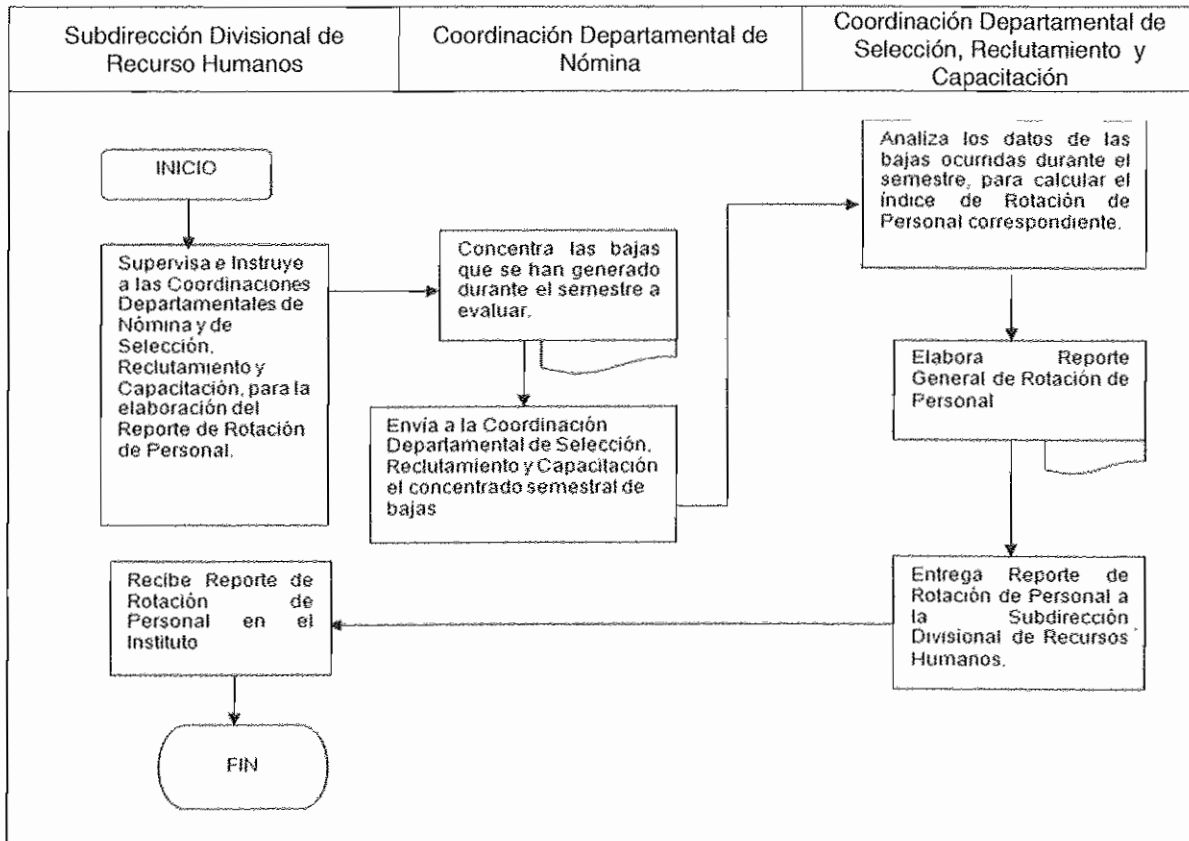 Subdirección Divisional de
Recurso Humanos
Coordinación Departamental de
Nómina
Coordinación Departamental de
Selección, Reclutamiento y
Capacitación
INICIO
Supervisa e Instruye
a las Coordinaciones
Departamentales de
Nómina y de
Selección,
Reclutamiento y
Capacitación, para la
elaboración del
Reporte de Rotación
de Personal.
Concentra las bajas
que se han generado
durante el semestre a
evaluar.
Envía a la Coordinación
Departamental de Selección,
Reclutamiento y Capacitación
el concentrado semestral de
bajas
Analiza los datos de las
bajas ocurridas durante el
semestre, para calcular el
índice de Rotación de
Personal correspondiente.
Elabora Reporte
General de Rotación de
Personal
Entrega Reporte de
Rotación de Personal a
la Subdirección
Divisional de Recursos
Humanos.
Recibe Reporte de
Rotación de
Personal en el
Instituto
FIN